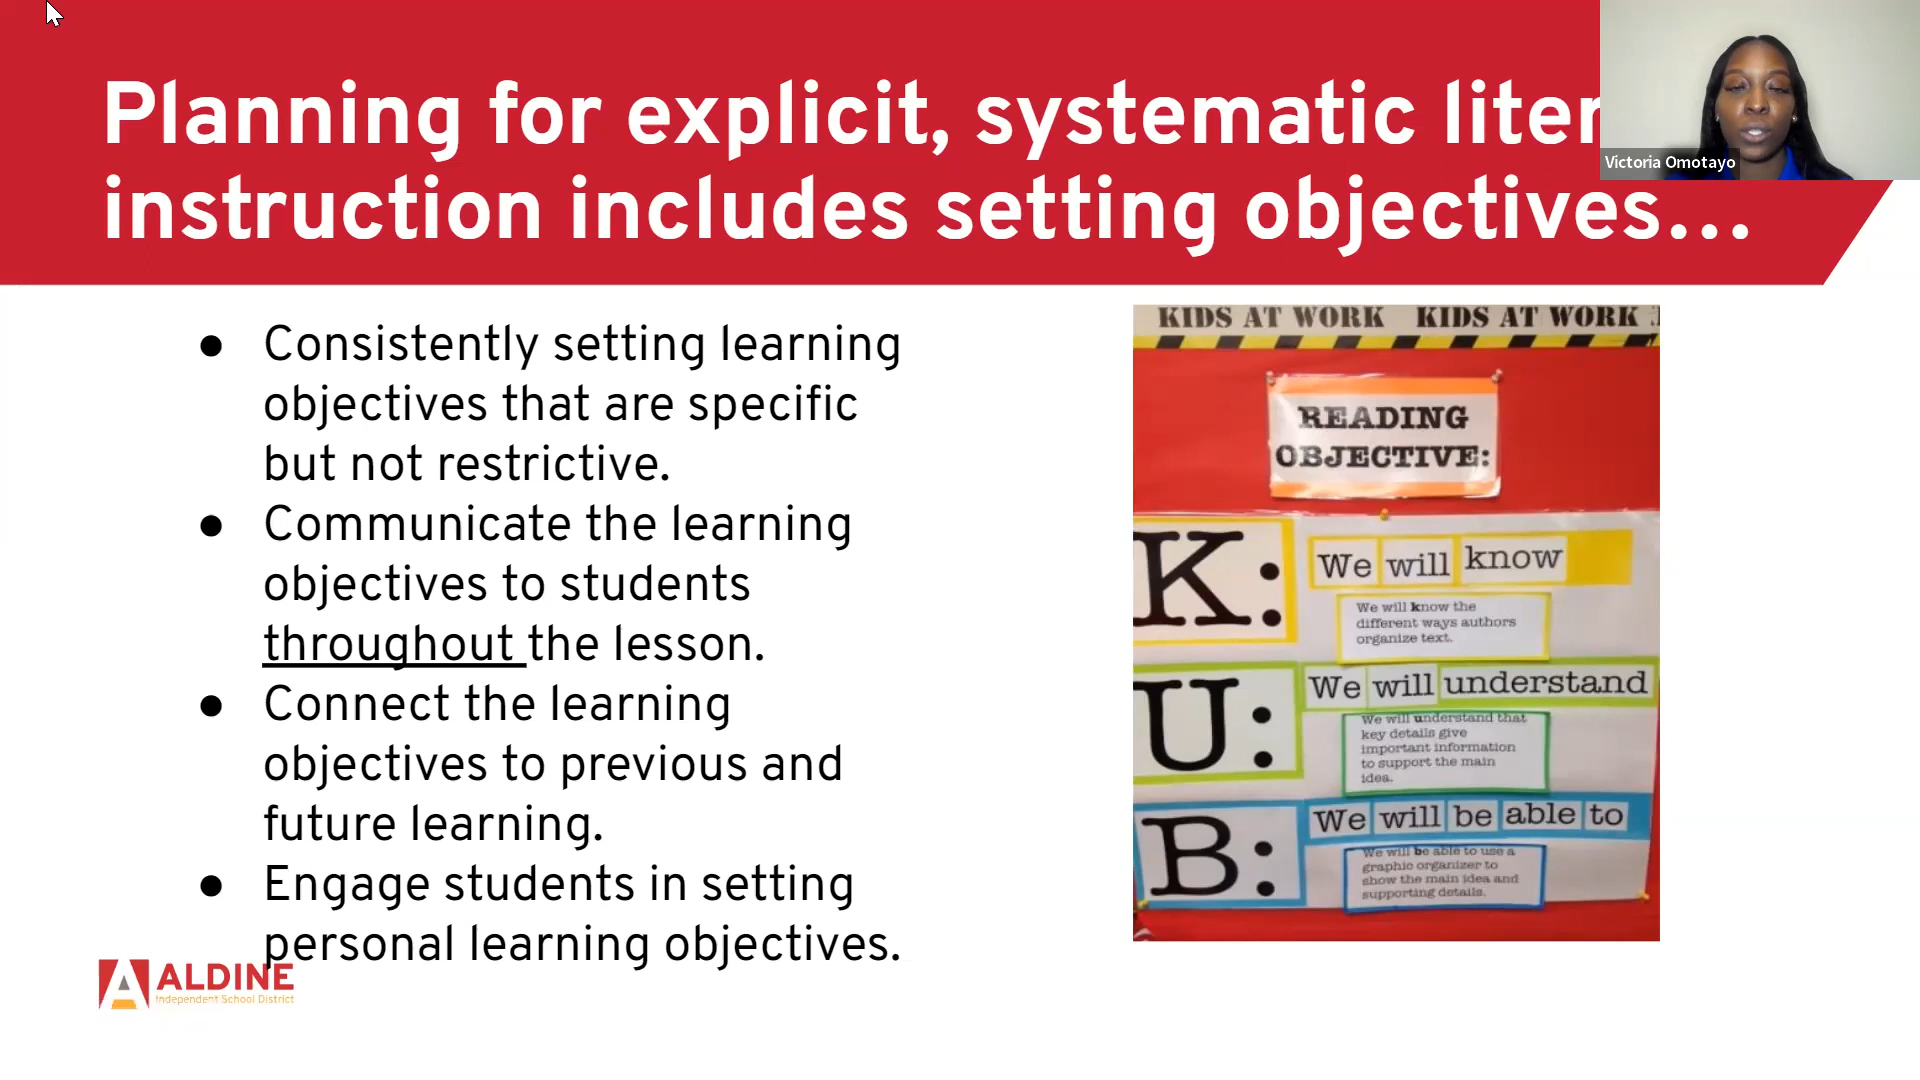 Planning for explicit, systematic liter
instruction includes setting objectives...
Victoria Omotayo
● Consistently setting learning
objectives that are specific
but not restrictive.
● Communicate the learning
objectives to students
throughout the lesson.
● Connect the learning
objectives to previous and
future learning.
● Engage students in setting
personal learning objectives.
KIDS AT WORK KIDS AT WORK
READING
OBJECTIVE:
K: We will know
We will know the
different ways authors
organize text.
U: We will understand
We will understand that
key details give
important information
to support the main
idea.
B: We will be able to
We will be able to use a
graphic organizer to
show the main idea and
supporting details.
ALDINE
Independent School District